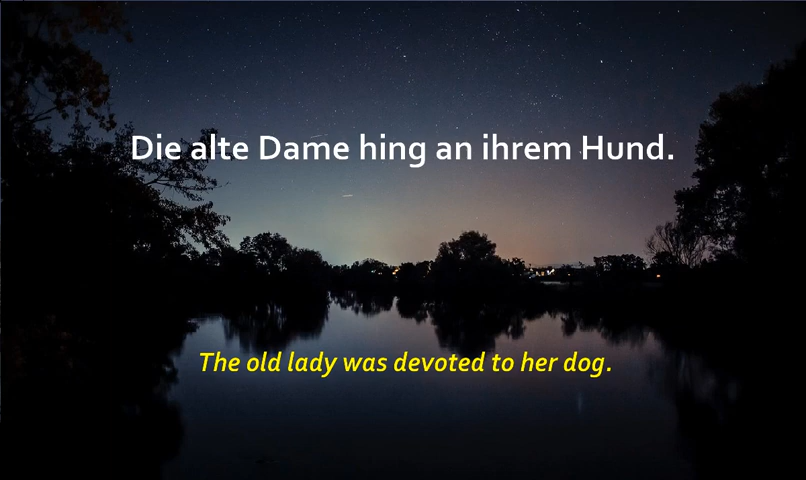 Die alte Dame hing an ihrem Hund.
The old lady was devoted to her dog.